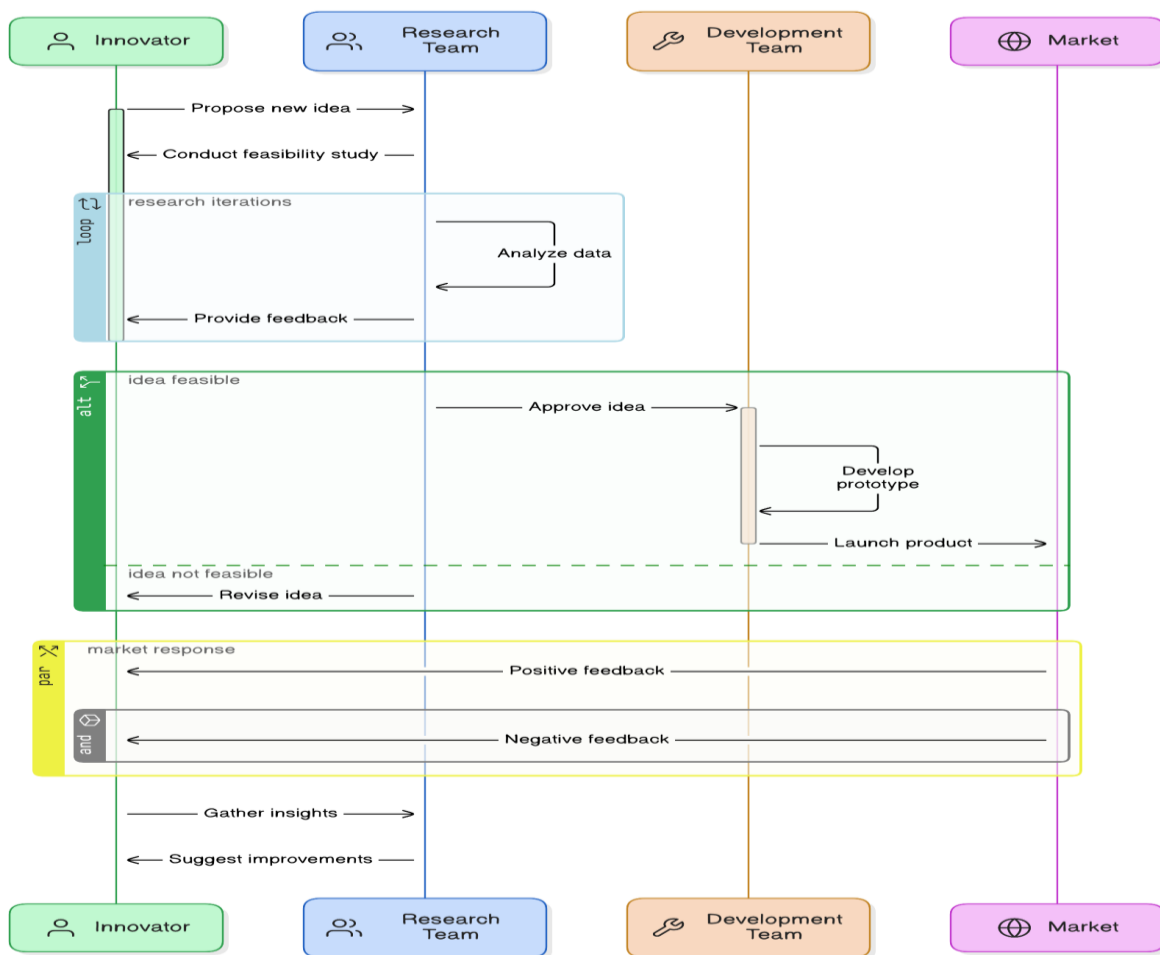 Innovator
Research
Team
Development
Team
Market
Propose new idea
Conduct feasibility study
loop
research iterations
Analyze data
Provide feedback
alt
idea feasible
Approve idea
Develop
prototype
Launch product
idea not feasible
Revise idea
par
market response
Positive feedback
and
Negative feedback
Gather insights
Suggest improvements
Innovator
Research
Team
Development
Team
Market